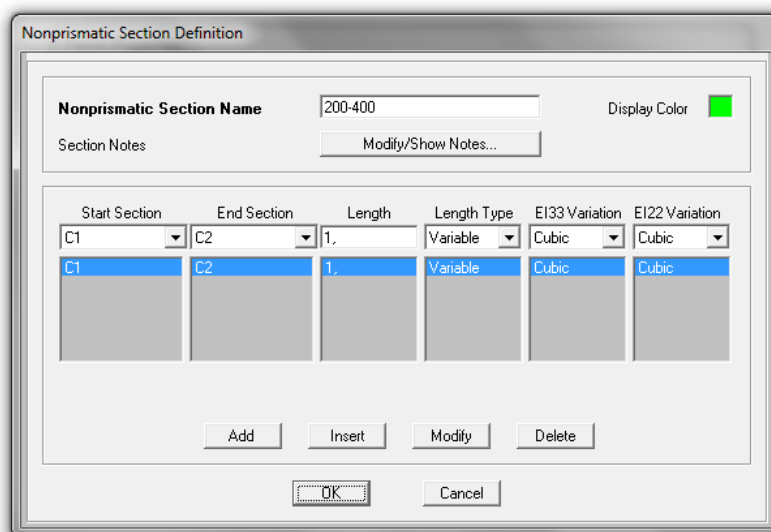 Nonprismatic Section Definition
Nonprismatic Section Name 200-400 Display Color
Section Notes Modify/Show Notes...
Start Section End Section Length Length Type EI33 Variation EI22 Variation
C1 C2 1, Variable Cubic Cubic
C1 C2 1, Variable Cubic Cubic
Add Insert Modify Delete
OK Cancel